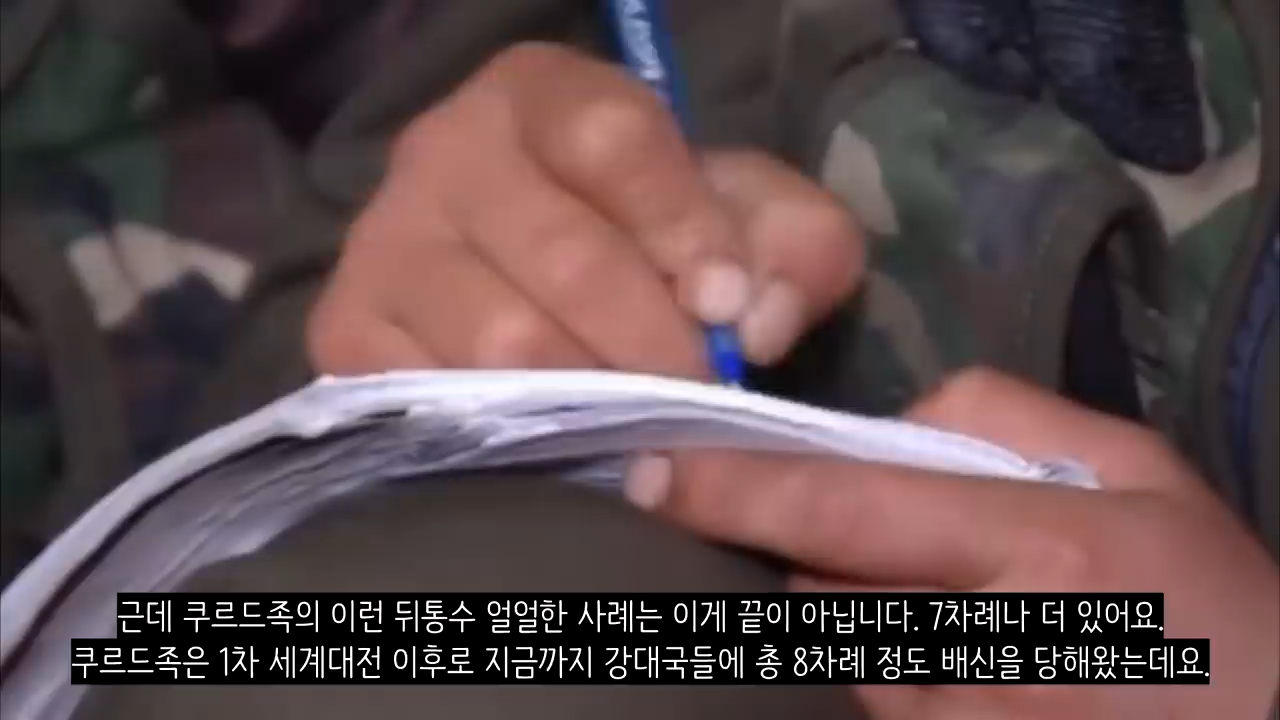 근데 쿠르드족의 이런 뒤통수 얼얼한 사례는 이게 끝이 아닙니다. 7차례나 더 있어요.
쿠르드족은 1차 세계대전 이후로 지금까지 강대국들에 총 8차례 정도 배신을 당해왔는데요.